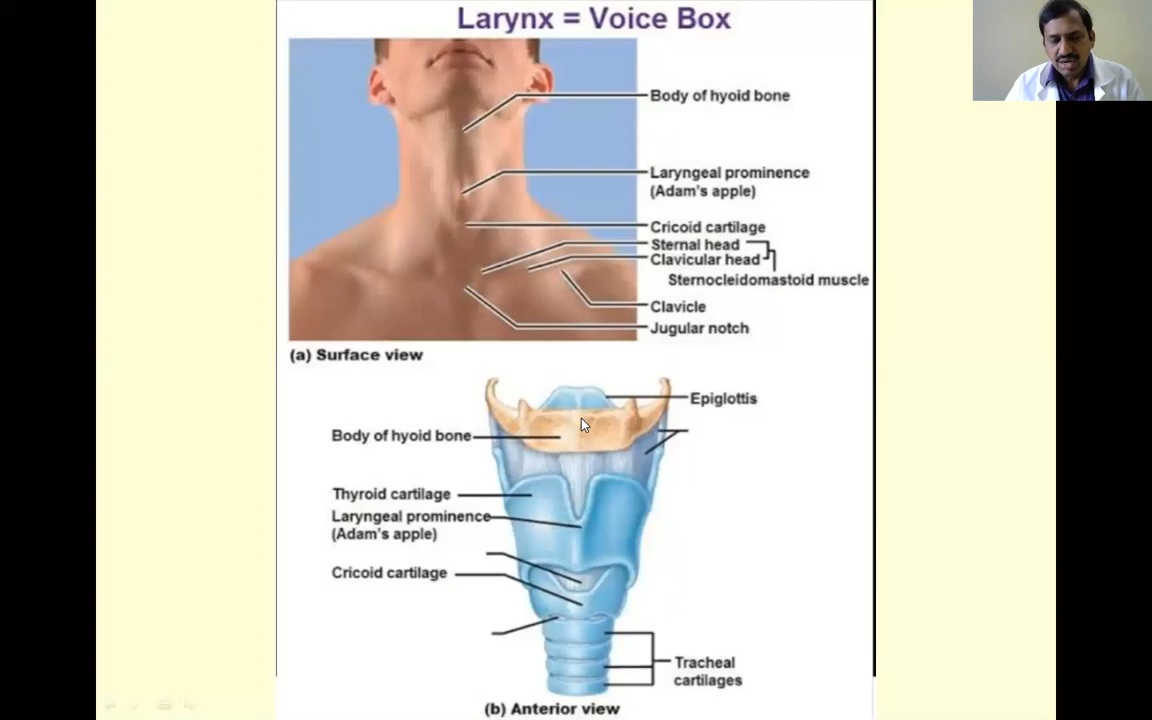 Larynx = Voice Box
Body of hyoid bone
Laryngeal prominence
(Adam's apple)
Cricoid cartilage
Sternal head
Clavicular head
Sternocleidomastoid muscle
Clavicle
Jugular notch
(a) Surface view
Epiglottis
Body of hyoid bone
Thyroid cartilage
Laryngeal prominence
(Adam's apple)
Cricoid cartilage
Tracheal
cartilages
(b) Anterior view